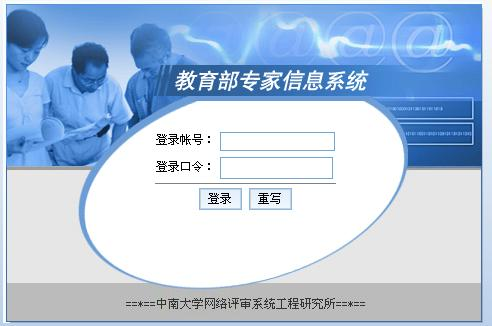 教育部专家信息系统
登录帐号：
登录口令：
登录 重写
==*==中南大学网络评审系统工程研究所==*==